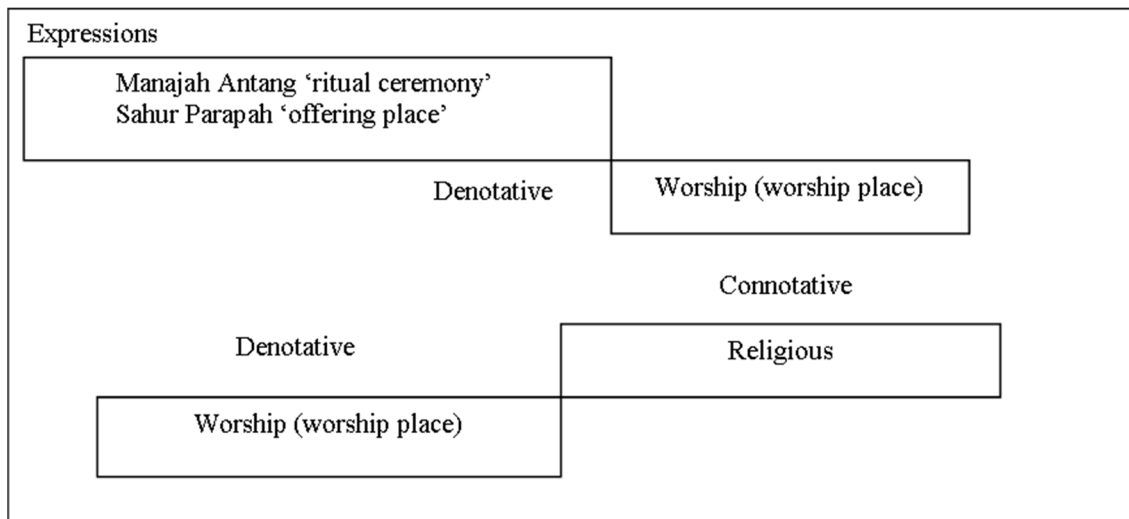 Expressions
Manajah Antang ‘ritual ceremony’
Sahur Parapah ‘offering place’
Denotative
Worship (worship place)
Connotative
Denotative
Religious
Worship (worship place)